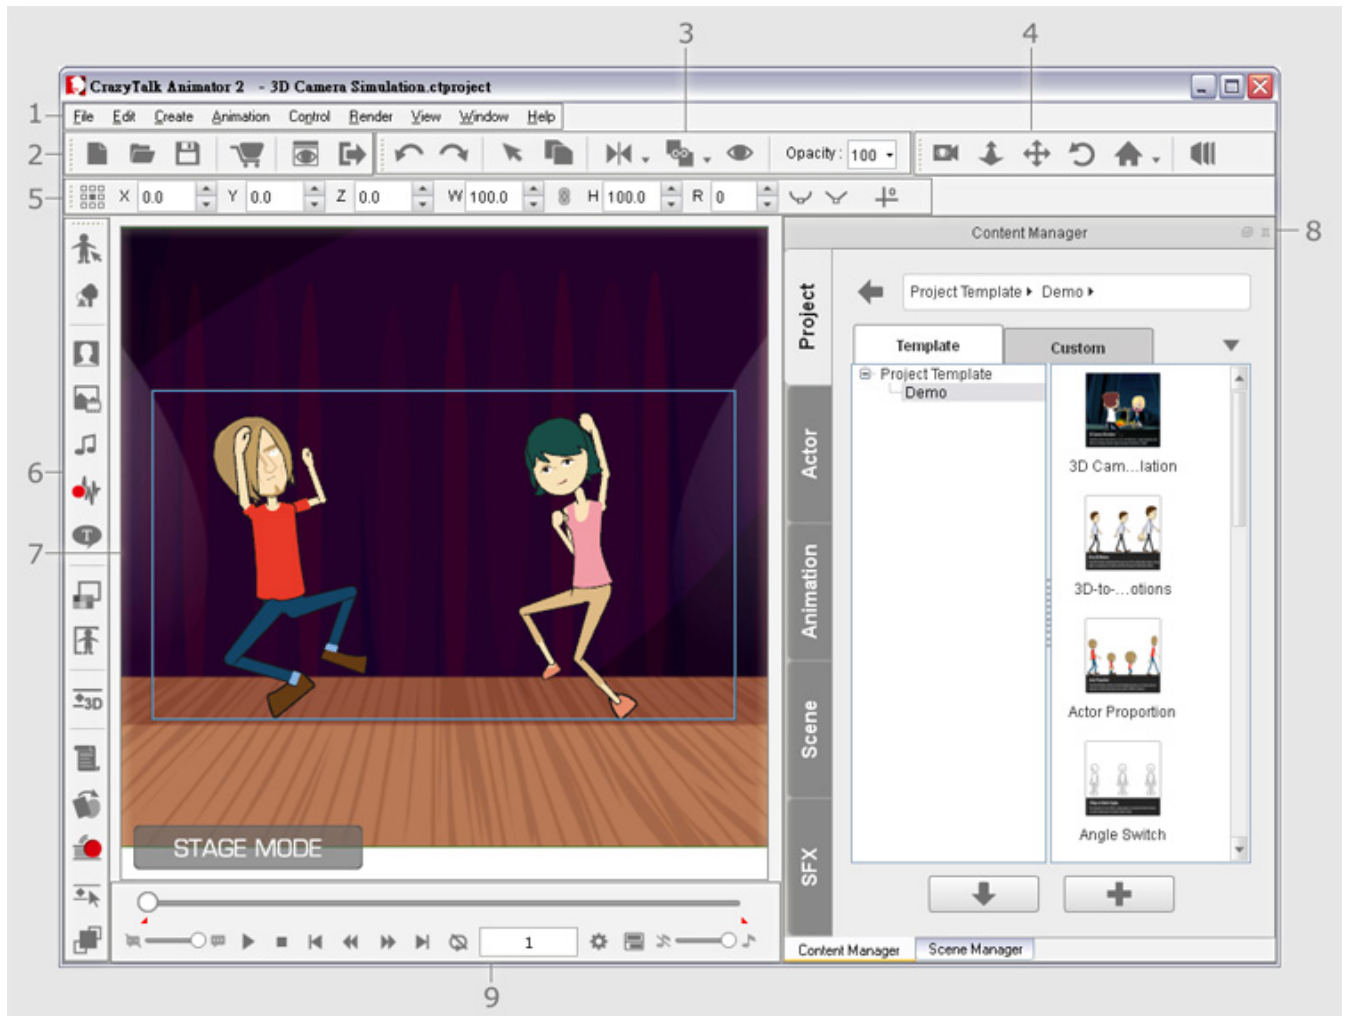 3 4
CrazyTalk Animator 2 - 3D Camera Simulation.ctproject
1 File Edit Create Animation Control Render View Window Help
2 Opacity: 100
5 X 0.0 Y 0.0 Z 0.0 W 100.0 H 100.0 R 0
Content Manager 8
Project Template Demo
Project
Template Custom
Project Template
Demo
3D Cam...lation
Actor
6
7
T
3D-to-...otions
Animation
3D
Actor Proportion
Scene
Angle Switch
STAGE MODE
SFX
1
Content Manager Scene Manager
9